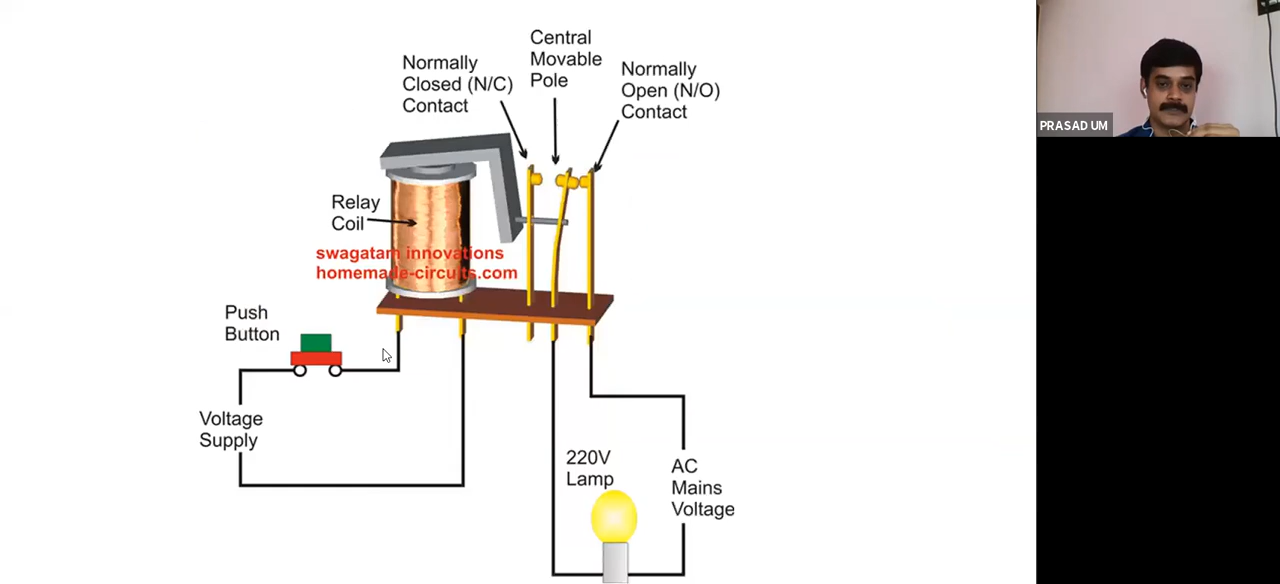 Central
Movable
Pole
Normally
Closed (N/C)
Contact
Normally
Open (N/O)
Contact
PRASAD UM
Relay
Coil
swagatam innovations
homemade-circuits.com
Push
Button
Voltage
Supply
220V
Lamp
AC
Mains
Voltage